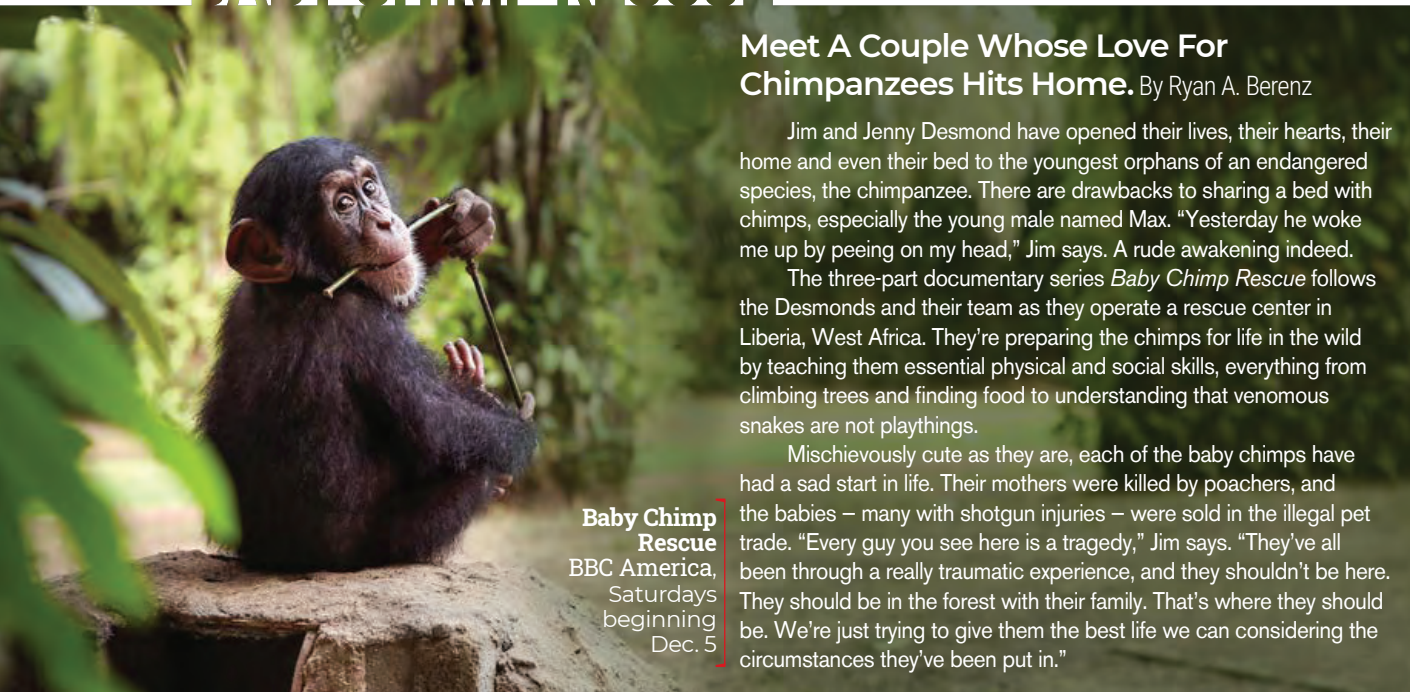 Meet A Couple Whose Love For
Chimpanzees Hits Home. By Ryan A. Berenz
Jim and Jenny Desmond have opened their lives, their hearts, their
home and even their bed to the youngest orphans of an endangered
species, the chimpanzee. There are drawbacks to sharing a bed with
chimps, especially the young male named Max. “Yesterday he woke
me up by peeing on my head,” Jim says. A rude awakening indeed.
The three-part documentary series Baby Chimp Rescue follows
the Desmonds and their team as they operate a rescue center in
Liberia, West Africa. They’re preparing the chimps for life in the wild
by teaching them essential physical and social skills, everything from
climbing trees and finding food to understanding that venomous
snakes are not playthings.
Mischievously cute as they are, each of the baby chimps have
had a sad start in life. Their mothers were killed by poachers, and
the babies – many with shotgun injuries – were sold in the illegal pet
trade. “Every guy you see here is a tragedy,” Jim says. “They’ve all
been through a really traumatic experience, and they shouldn’t be here.
They should be in the forest with their family. That’s where they should
be. We’re just trying to give them the best life we can considering the
circumstances they’ve been put in.”
Baby Chimp
Rescue
BBC America,
Saturdays
beginning
Dec. 5